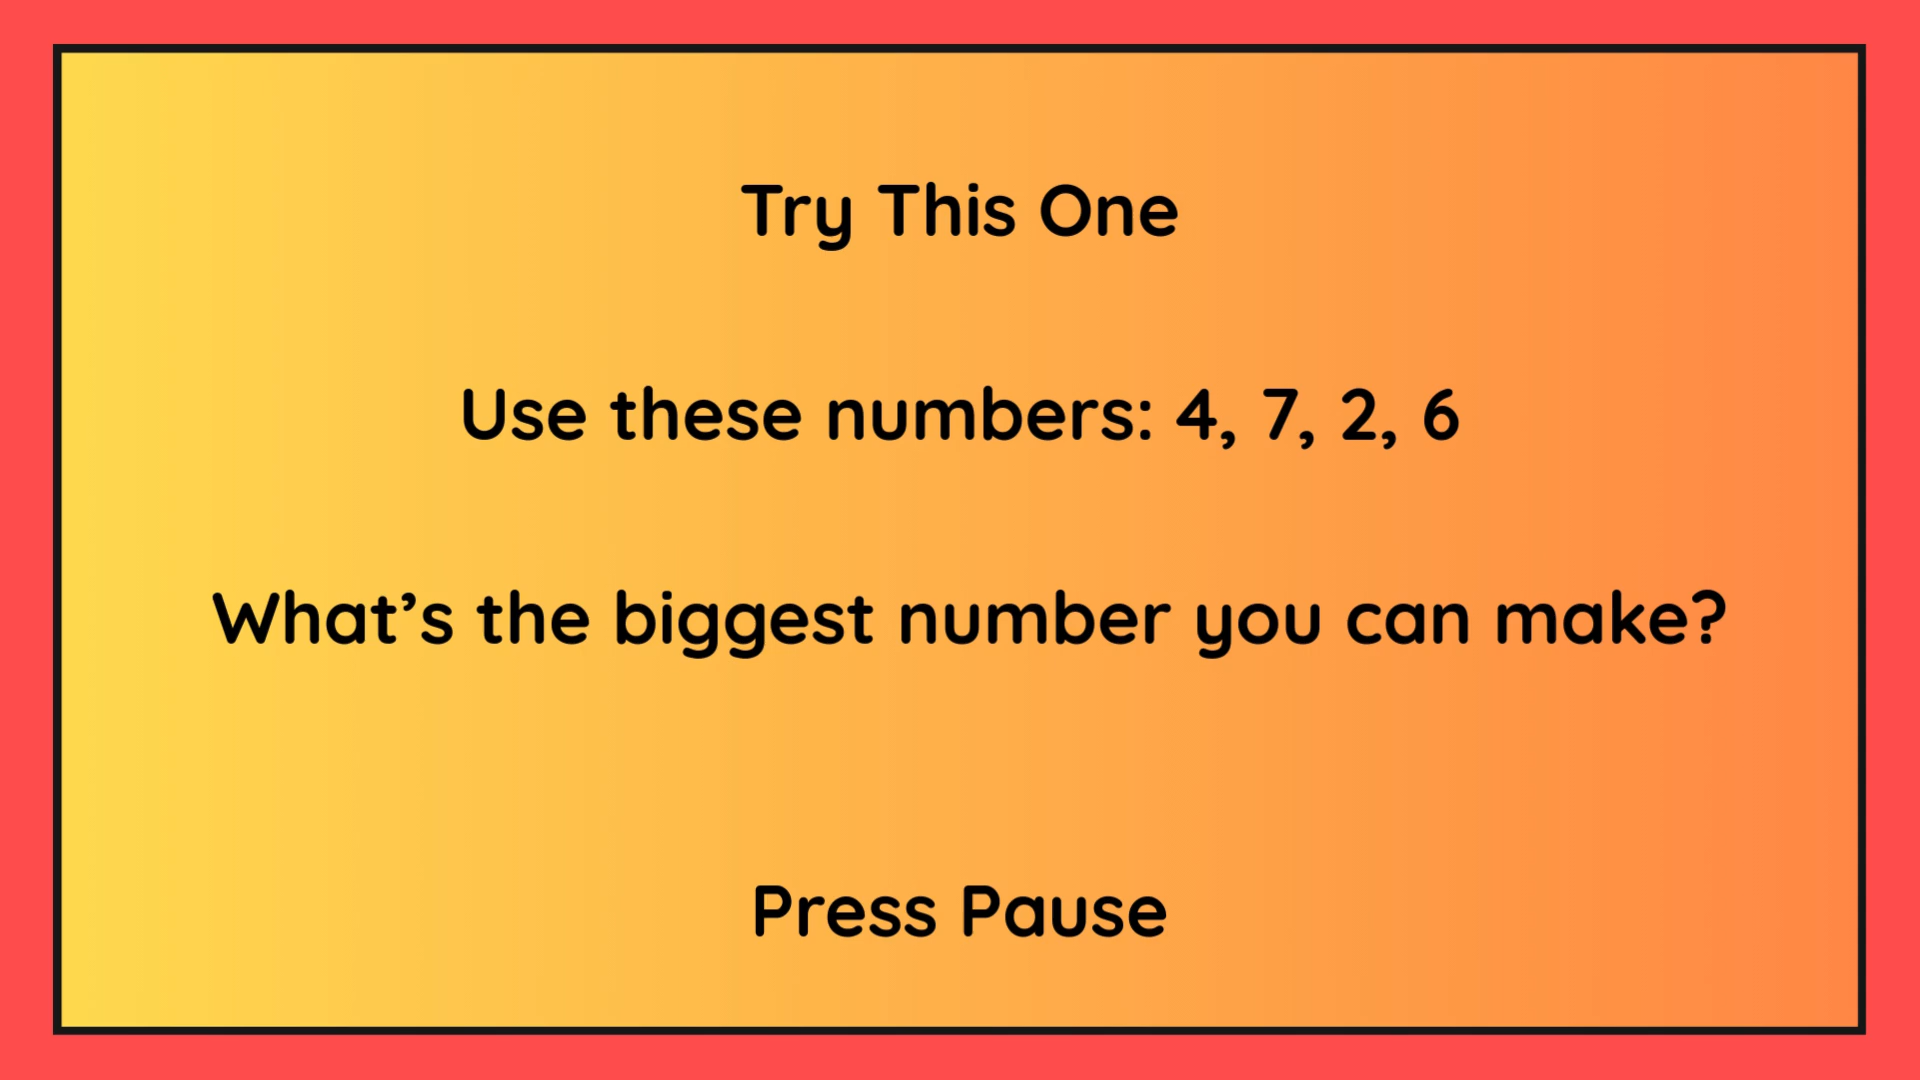 Try This One
Use these numbers: 4, 7, 2, 6
What’s the biggest number you can make?
Press Pause